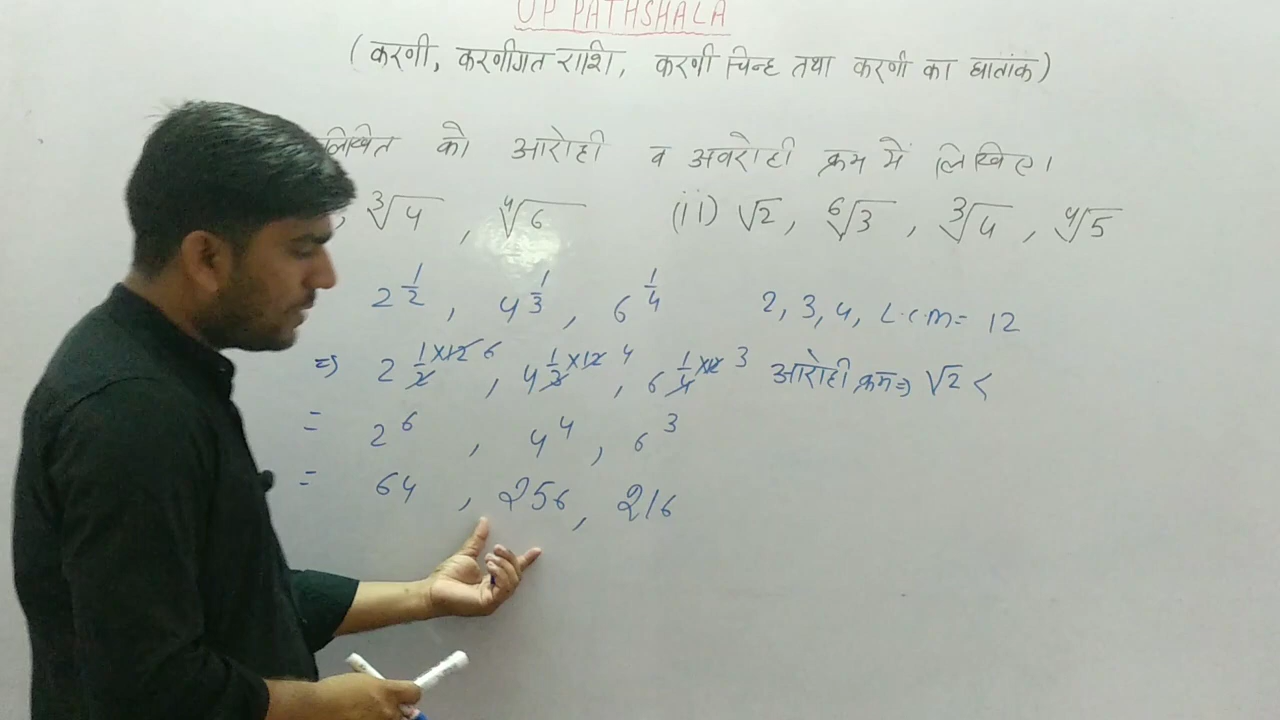 UP PATHSHALA
(करणी, करणीगत राशि, करणी चिन्ह तथा करणी का घातांक)
को आरोही व अवरोही क्रम में लिखिए।
, ∛4 , ∜6 (ii) √2, ⁶√3 , ∛4 , ∜5
2^(1/2) , 4^(1/3) , 6^(1/4) 2, 3, 4, L.C.M = 12
⇒ 2^(1/2 × 12) 6 , 4^(1/3 × 12) 4 , 6^(1/4 × 12) 3 आरोही क्रम ⇒ √2 <
= 2^6 , 4^4 , 6^3
= 64 , 256 , 216